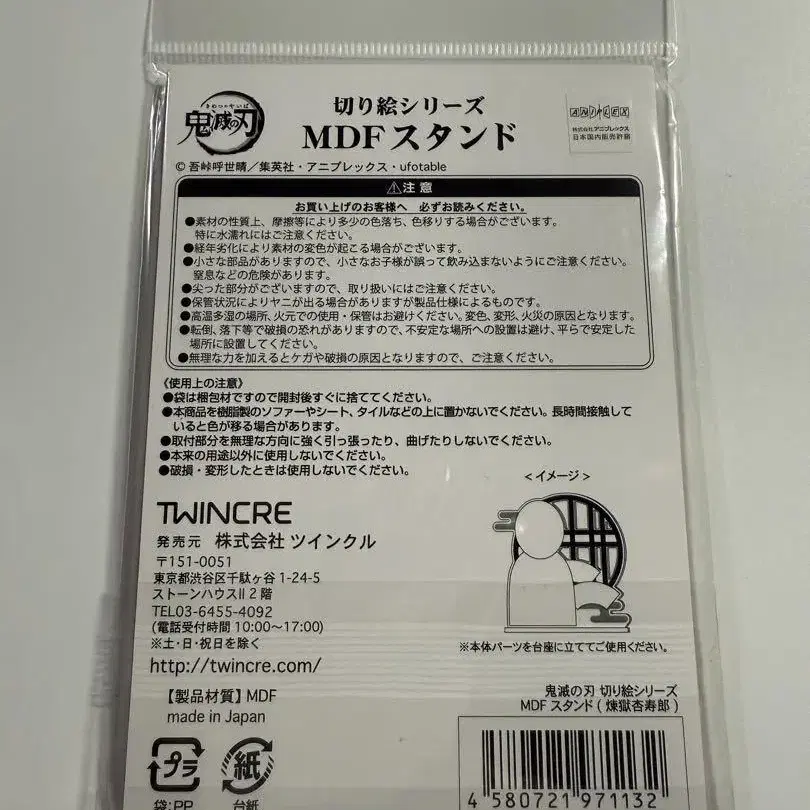 きめつのやいば
鬼滅の刃
切り絵シリーズ
MDFスタンド
ANIPLEX
株式会社アニプレックス
日本国内販売許諾
© 吾峠呼世晴／集英社・アニプレックス・ufotable
⚠注 意
お買い上げのお客様へ 必ずお読みください。
●素材の性質上、摩擦等により多少の色落ち、色移りする場合がございます。
特に水濡れにはご注意ください。
●経年劣化により素材の変色が起こる場合がございます。
●小さな部品がありますので、小さなお子様が誤って飲み込まないようにご注意ください。
窒息などの危険があります。
●尖った部分がございますので、取り扱いにはご注意ください。
●保管状況によりヤニが出る場合がありますが製品仕様によるものです。
●高温多湿の場所、火元での使用・保管はお避けください。変色、変形、火災の原因となります。
●転倒、落下等で破損の恐れがありますので、不安定な場所への設置は避け、平らで安定した
場所に設置してください。
●無理な力を加えるとケガや破損の原因となりますので、ご注意ください。
《使用上の注意》
●袋は梱包材ですので開封後すぐに捨ててください。
●本商品を樹脂製のソファーやシート、タイルなどの上に置かないでください。長時間接触して
いると色が移る場合があります。
●取付部分を無理な方向に強く引っ張ったり、曲げたりしないでください。
●本来の用途以外に使用しないでください。
●破損・変形したときは使用しないでください。
<イメージ>
TWINCRE
発売元 株式会社 ツインクル
〒151-0051
東京都渋谷区千駄ヶ谷 1-24-5
ストーンハウスⅡ 2 階
TEL03-6455-4092
(電話受付時間 10:00〜17:00)
※土・日・祝日を除く
http://twincre.com/
※本体パーツを台座に立ててご使用ください。
【製品材質】MDF
made in Japan
鬼滅の刃 切り絵シリーズ
MDF スタンド ( 煉獄杏寿郎 )
プラ
紙
袋:PP
台紙
4 580721 971132